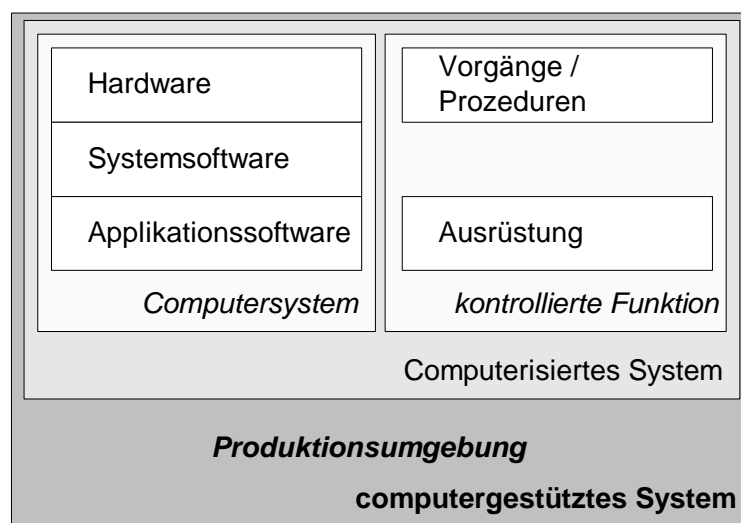 Hardware
Systemsoftware
Applikationssoftware
Computersystem
Vorgänge /
Prozeduren
Ausrüstung
kontrollierte Funktion
Computerisiertes System
Produktionsumgebung
computergestütztes System